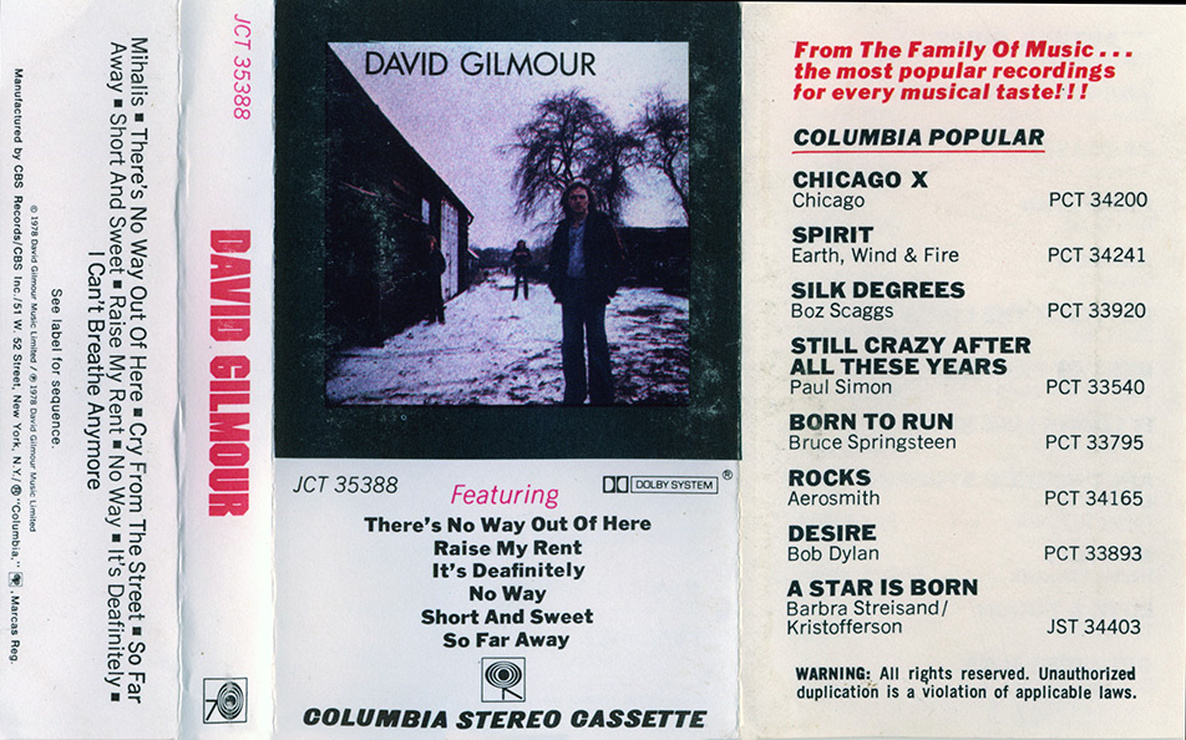 Mihalis ▪ There's No Way Out Of Here ▪ Cry From The Street ▪ So Far
Away ▪ Short And Sweet ▪ Raise My Rent ▪ No Way ▪ It's Deafinitely ▪
I Can't Breathe Anymore
See label for sequence.
© 1978 David Gilmour Music Limited / ℗ 1978 David Gilmour Music Limited
Manufactured by CBS Records/CBS Inc./51 W. 52 Street, New York, N.Y./ ® "Columbia," , Marcas Reg.
JCT 35388
DAVID GILMOUR
DAVID GILMOUR
JCT 35388
Featuring
DOLBY SYSTEM ®
There's No Way Out Of Here
Raise My Rent
It's Deafinitely
No Way
Short And Sweet
So Far Away
COLUMBIA STEREO CASSETTE
From The Family Of Music . . .
the most popular recordings
for every musical taste!!!
COLUMBIA POPULAR
CHICAGO X
Chicago PCT 34200
SPIRIT
Earth, Wind & Fire PCT 34241
SILK DEGREES
Boz Scaggs PCT 33920
STILL CRAZY AFTER
ALL THESE YEARS
Paul Simon PCT 33540
BORN TO RUN
Bruce Springsteen PCT 33795
ROCKS
Aerosmith PCT 34165
DESIRE
Bob Dylan PCT 33893
A STAR IS BORN
Barbra Streisand/
Kristofferson JST 34403
WARNING: All rights reserved. Unauthorized
duplication is a violation of applicable laws.